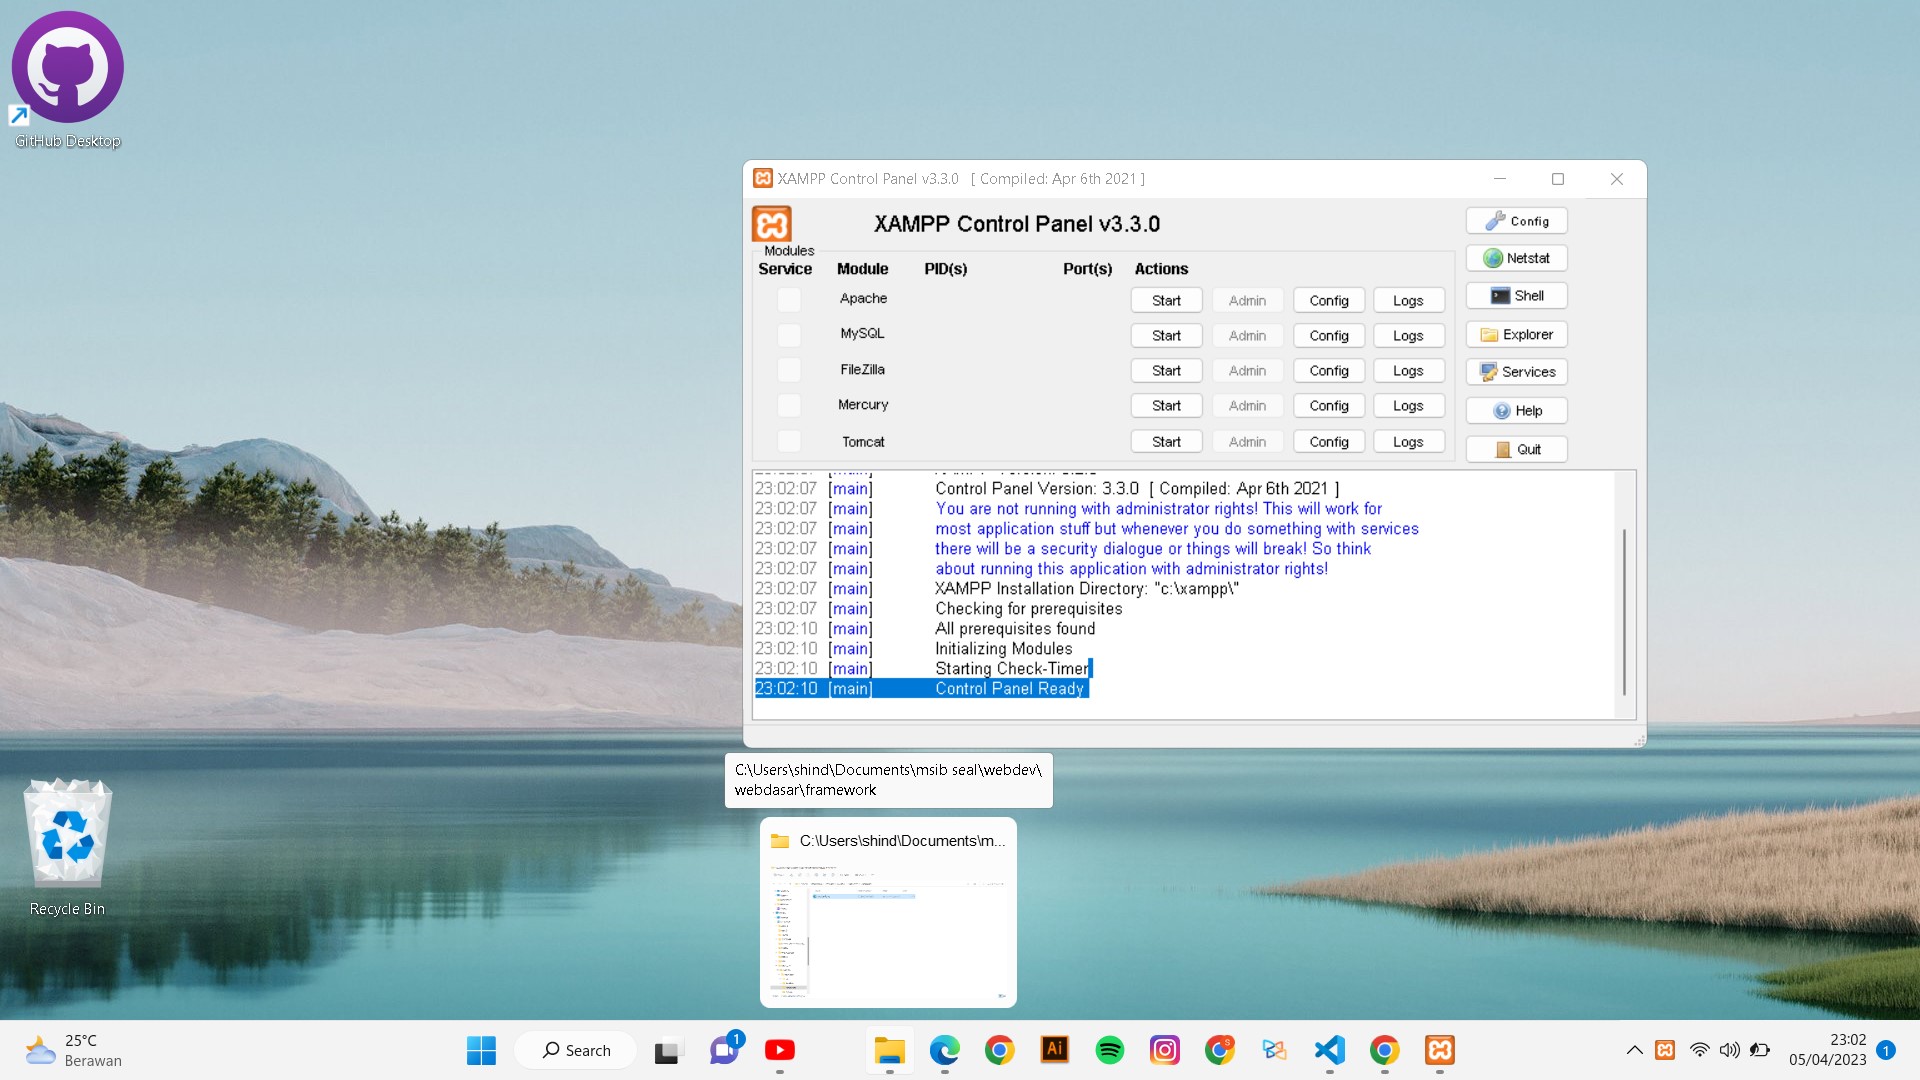 GitHub Desktop
XAMPP Control Panel v3.3.0 [ Compiled: Apr 6th 2021 ]
XAMPP Control Panel v3.3.0
Modules
Service Module PID(s) Port(s) Actions
Apache Start Admin Config Logs
MySQL Start Admin Config Logs
FileZilla Start Admin Config Logs
Mercury Start Admin Config Logs
Tomcat Start Admin Config Logs
Config
Netstat
Shell
Explorer
Services
Help
Quit
23:02:07 [main] Control Panel Version: 3.3.0 [ Compiled: Apr 6th 2021 ]
23:02:07 [main] You are not running with administrator rights! This will work for
23:02:07 [main] most application stuff but whenever you do something with services
23:02:07 [main] there will be a security dialogue or things will break! So think
23:02:07 [main] about running this application with administrator rights!
23:02:07 [main] XAMPP Installation Directory: "c:\xampp\"
23:02:07 [main] Checking for prerequisites
23:02:10 [main] All prerequisites found
23:02:10 [main] Initializing Modules
23:02:10 [main] Starting Check-Timer
23:02:10 [main] Control Panel Ready
C:\Users\shind\Documents\msib seal\webdev\
webdasar\framework
C:\Users\shind\Documents\m...
Recycle Bin
25°C
Berawan
Search
1
Ai
S
23:02
05/04/2023
1